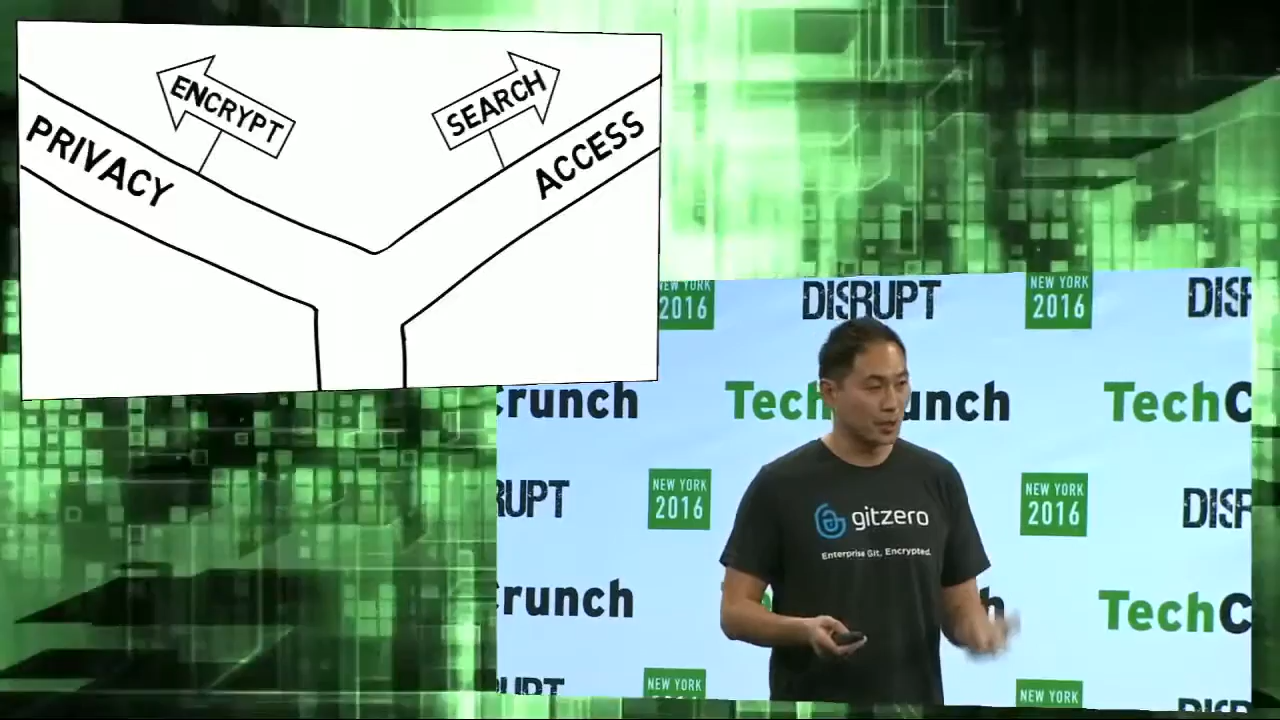 ENCRYPT
SEARCH
PRIVACY
ACCESS
NEW YORK
2016
DISRUPT
NEW YORK
2016
DISR
Crunch
TechCrunch
TechC
RUPT
NEW YORK
2016
NEW YORK
2016
DISR
gitzero
Enterprise Git, Encrypted.
Crunch
TechC
RUPT
NEW YORK
NEW YORK